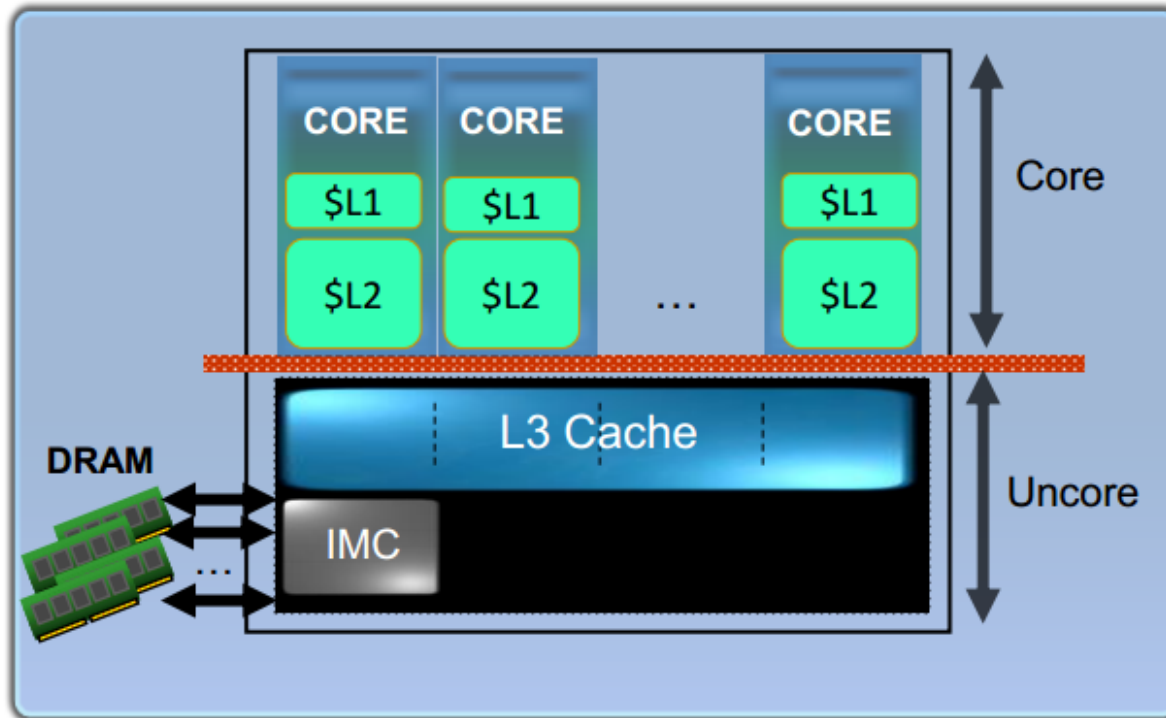 CORE CORE CORE
$L1 $L1 $L1
Core
$L2 $L2 ... $L2
L3 Cache
DRAM
Uncore
IMC
...